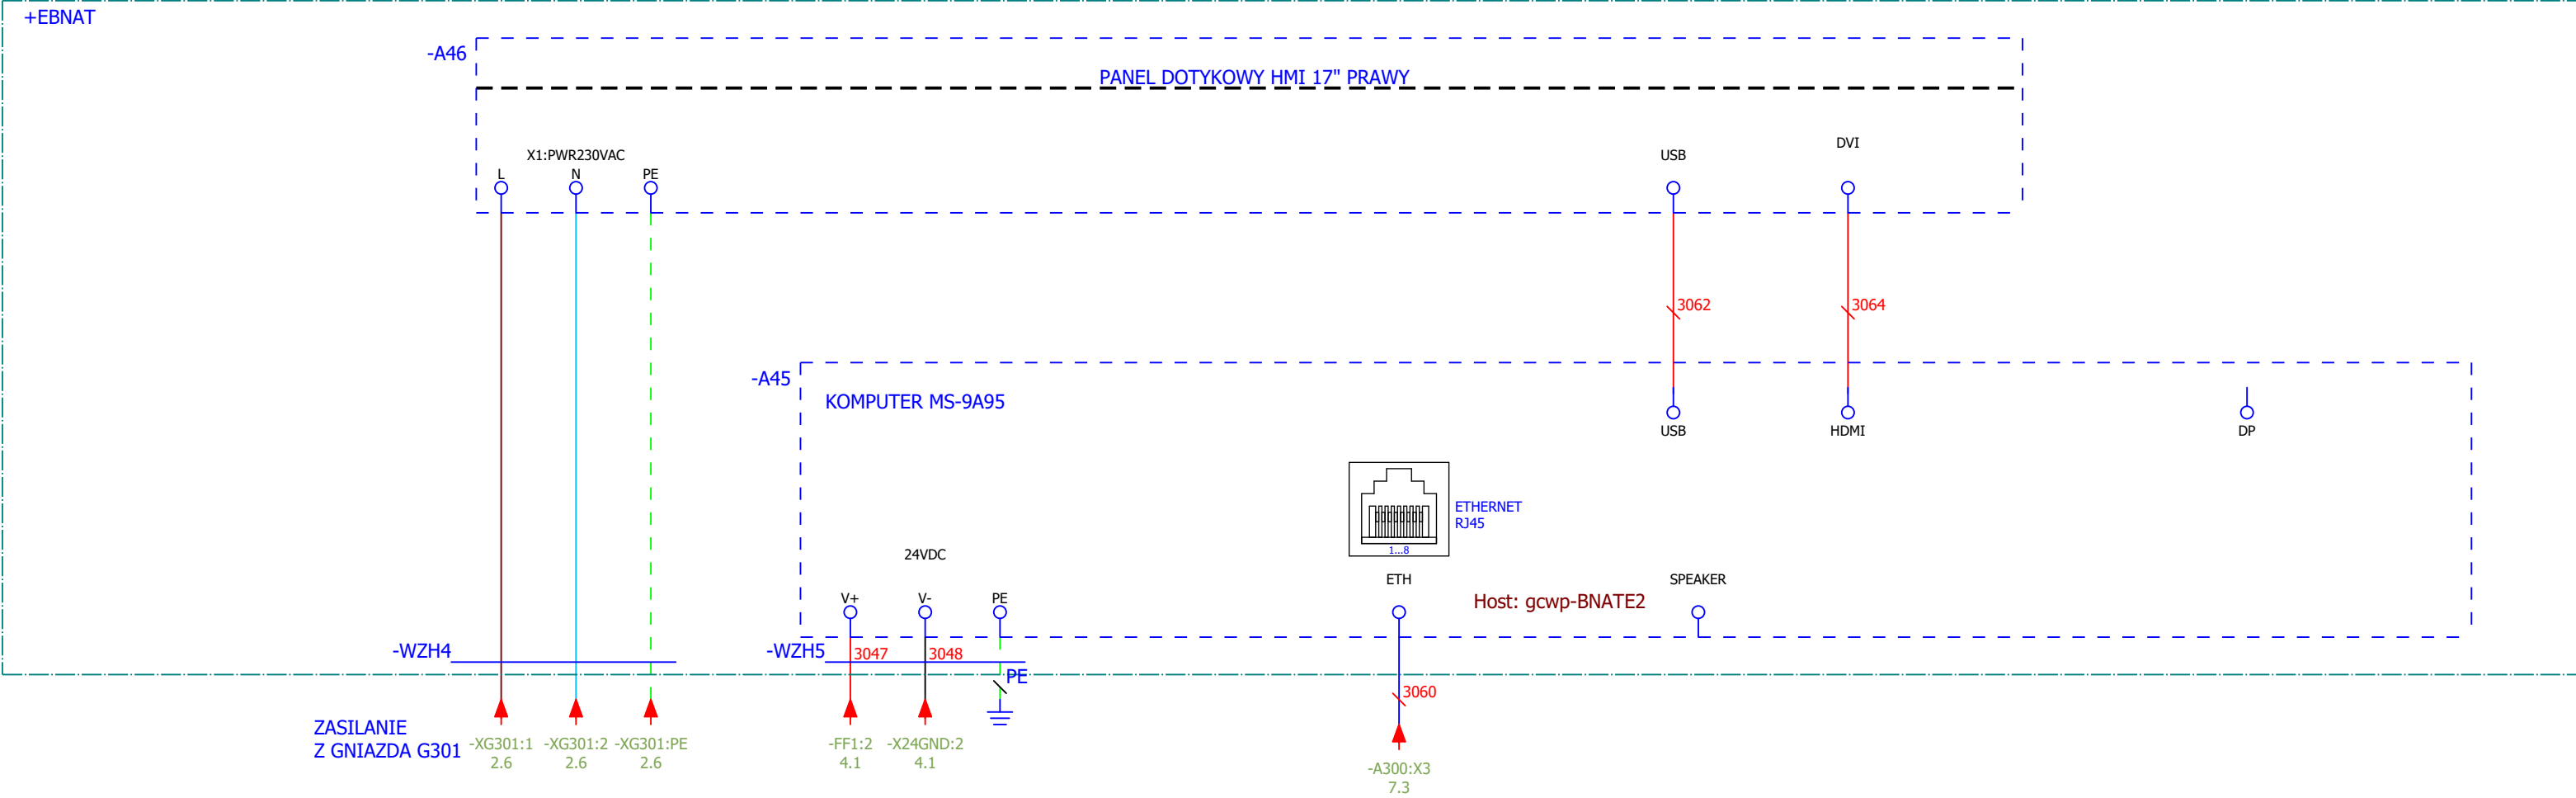 +EBNAT
-A46
PANEL DOTYKOWY HMI 17" PRAWY
X1:PWR230VAC
L
N
PE
USB
DVI
3062
3064
-A45
KOMPUTER MS-9A95
USB
HDMI
DP
ETHERNET
RJ45
1...8
24VDC
V+
V-
PE
ETH
SPEAKER
Host: gcwp-BNATE2
-WZH4
-WZH5
3047
3048
PE
3060
ZASILANIE
Z GNIAZDA G301
-XG301:1
2.6
-XG301:2
2.6
-XG301:PE
2.6
-FF1:2
4.1
-X24GND:2
4.1
-A300:X3
7.3